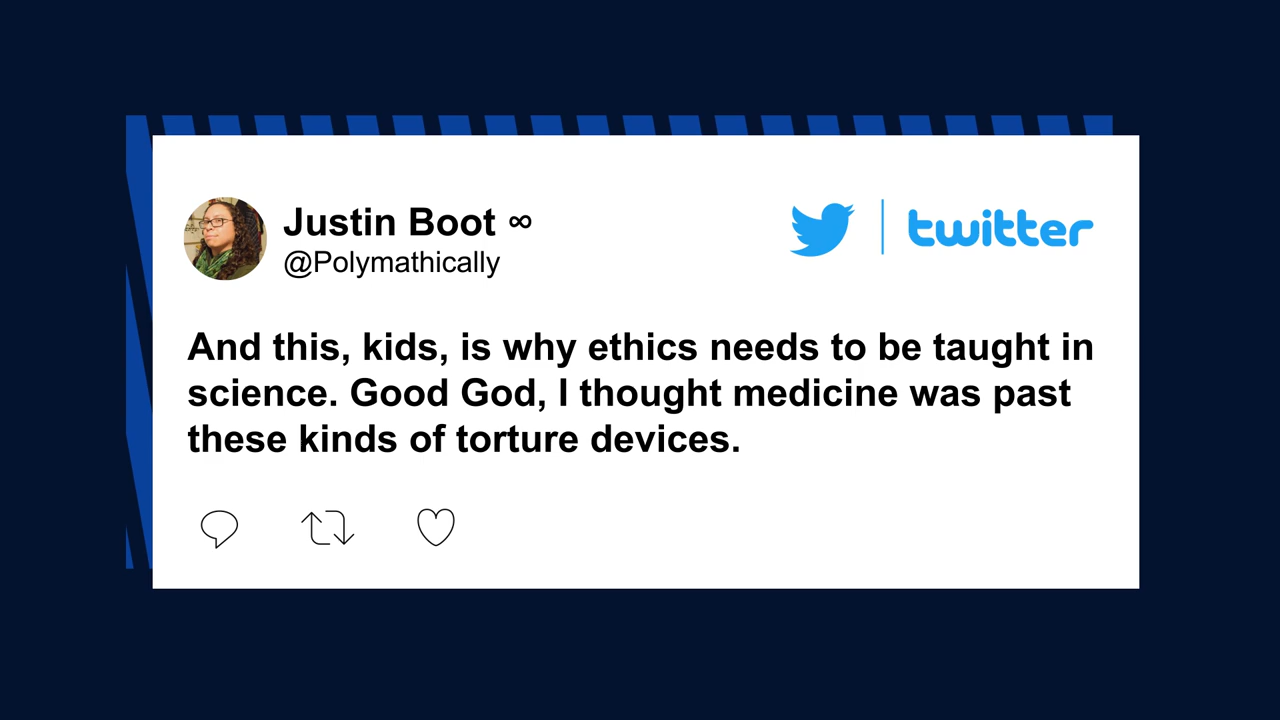 Justin Boot ∞
@Polymathically
twitter
And this, kids, is why ethics needs to be taught in
science. Good God, I thought medicine was past
these kinds of torture devices.